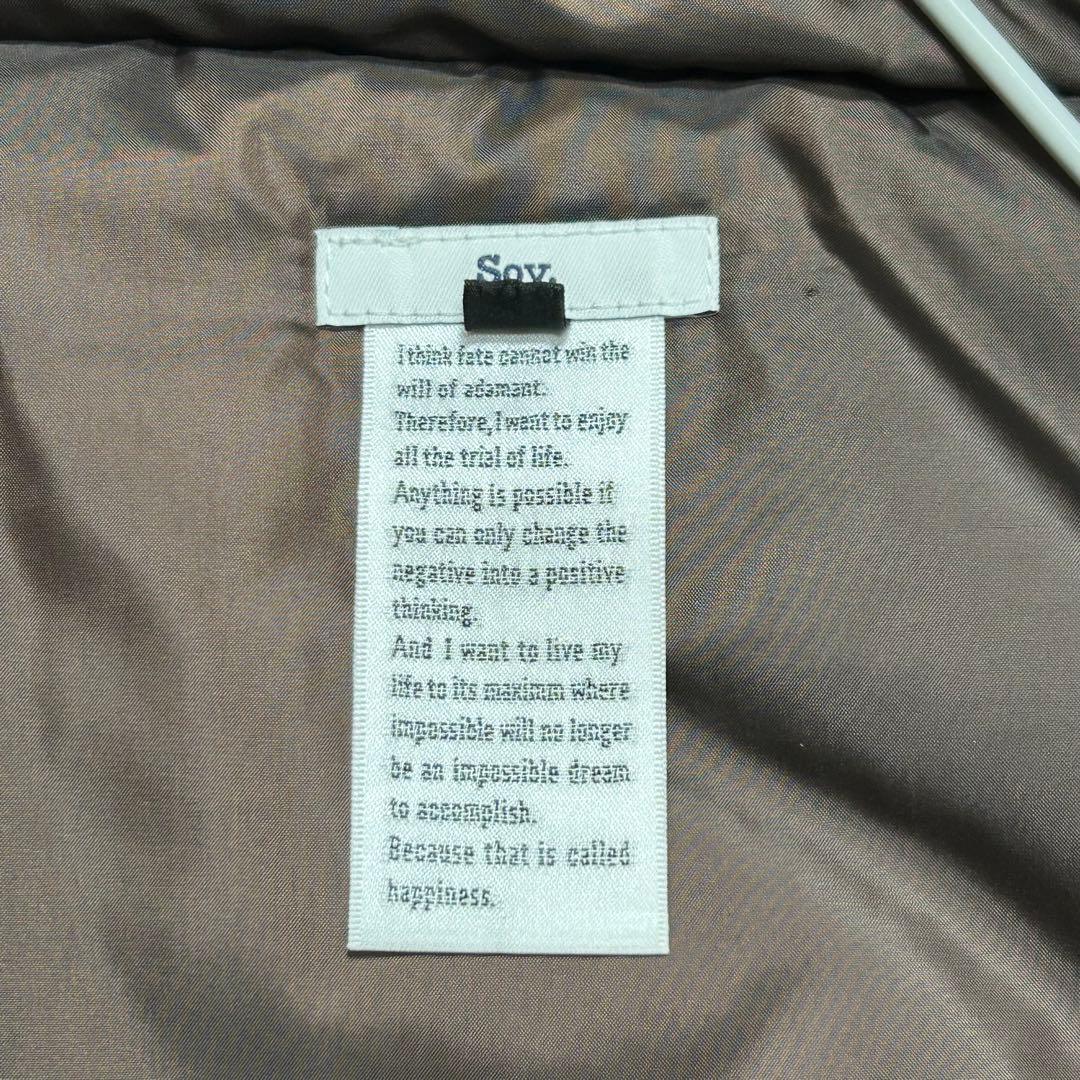 Soy.
I think fate cannot win the
will of adamant.
Therefore, I want to enjoy
all the trial of life.
Anything is possible if
you can only change the
negative into a positive
thinking.
And I want to live my
life to its maximm where
impossible will no longer
be an impossible dream
to accomplish.
Because that is called
happiness.